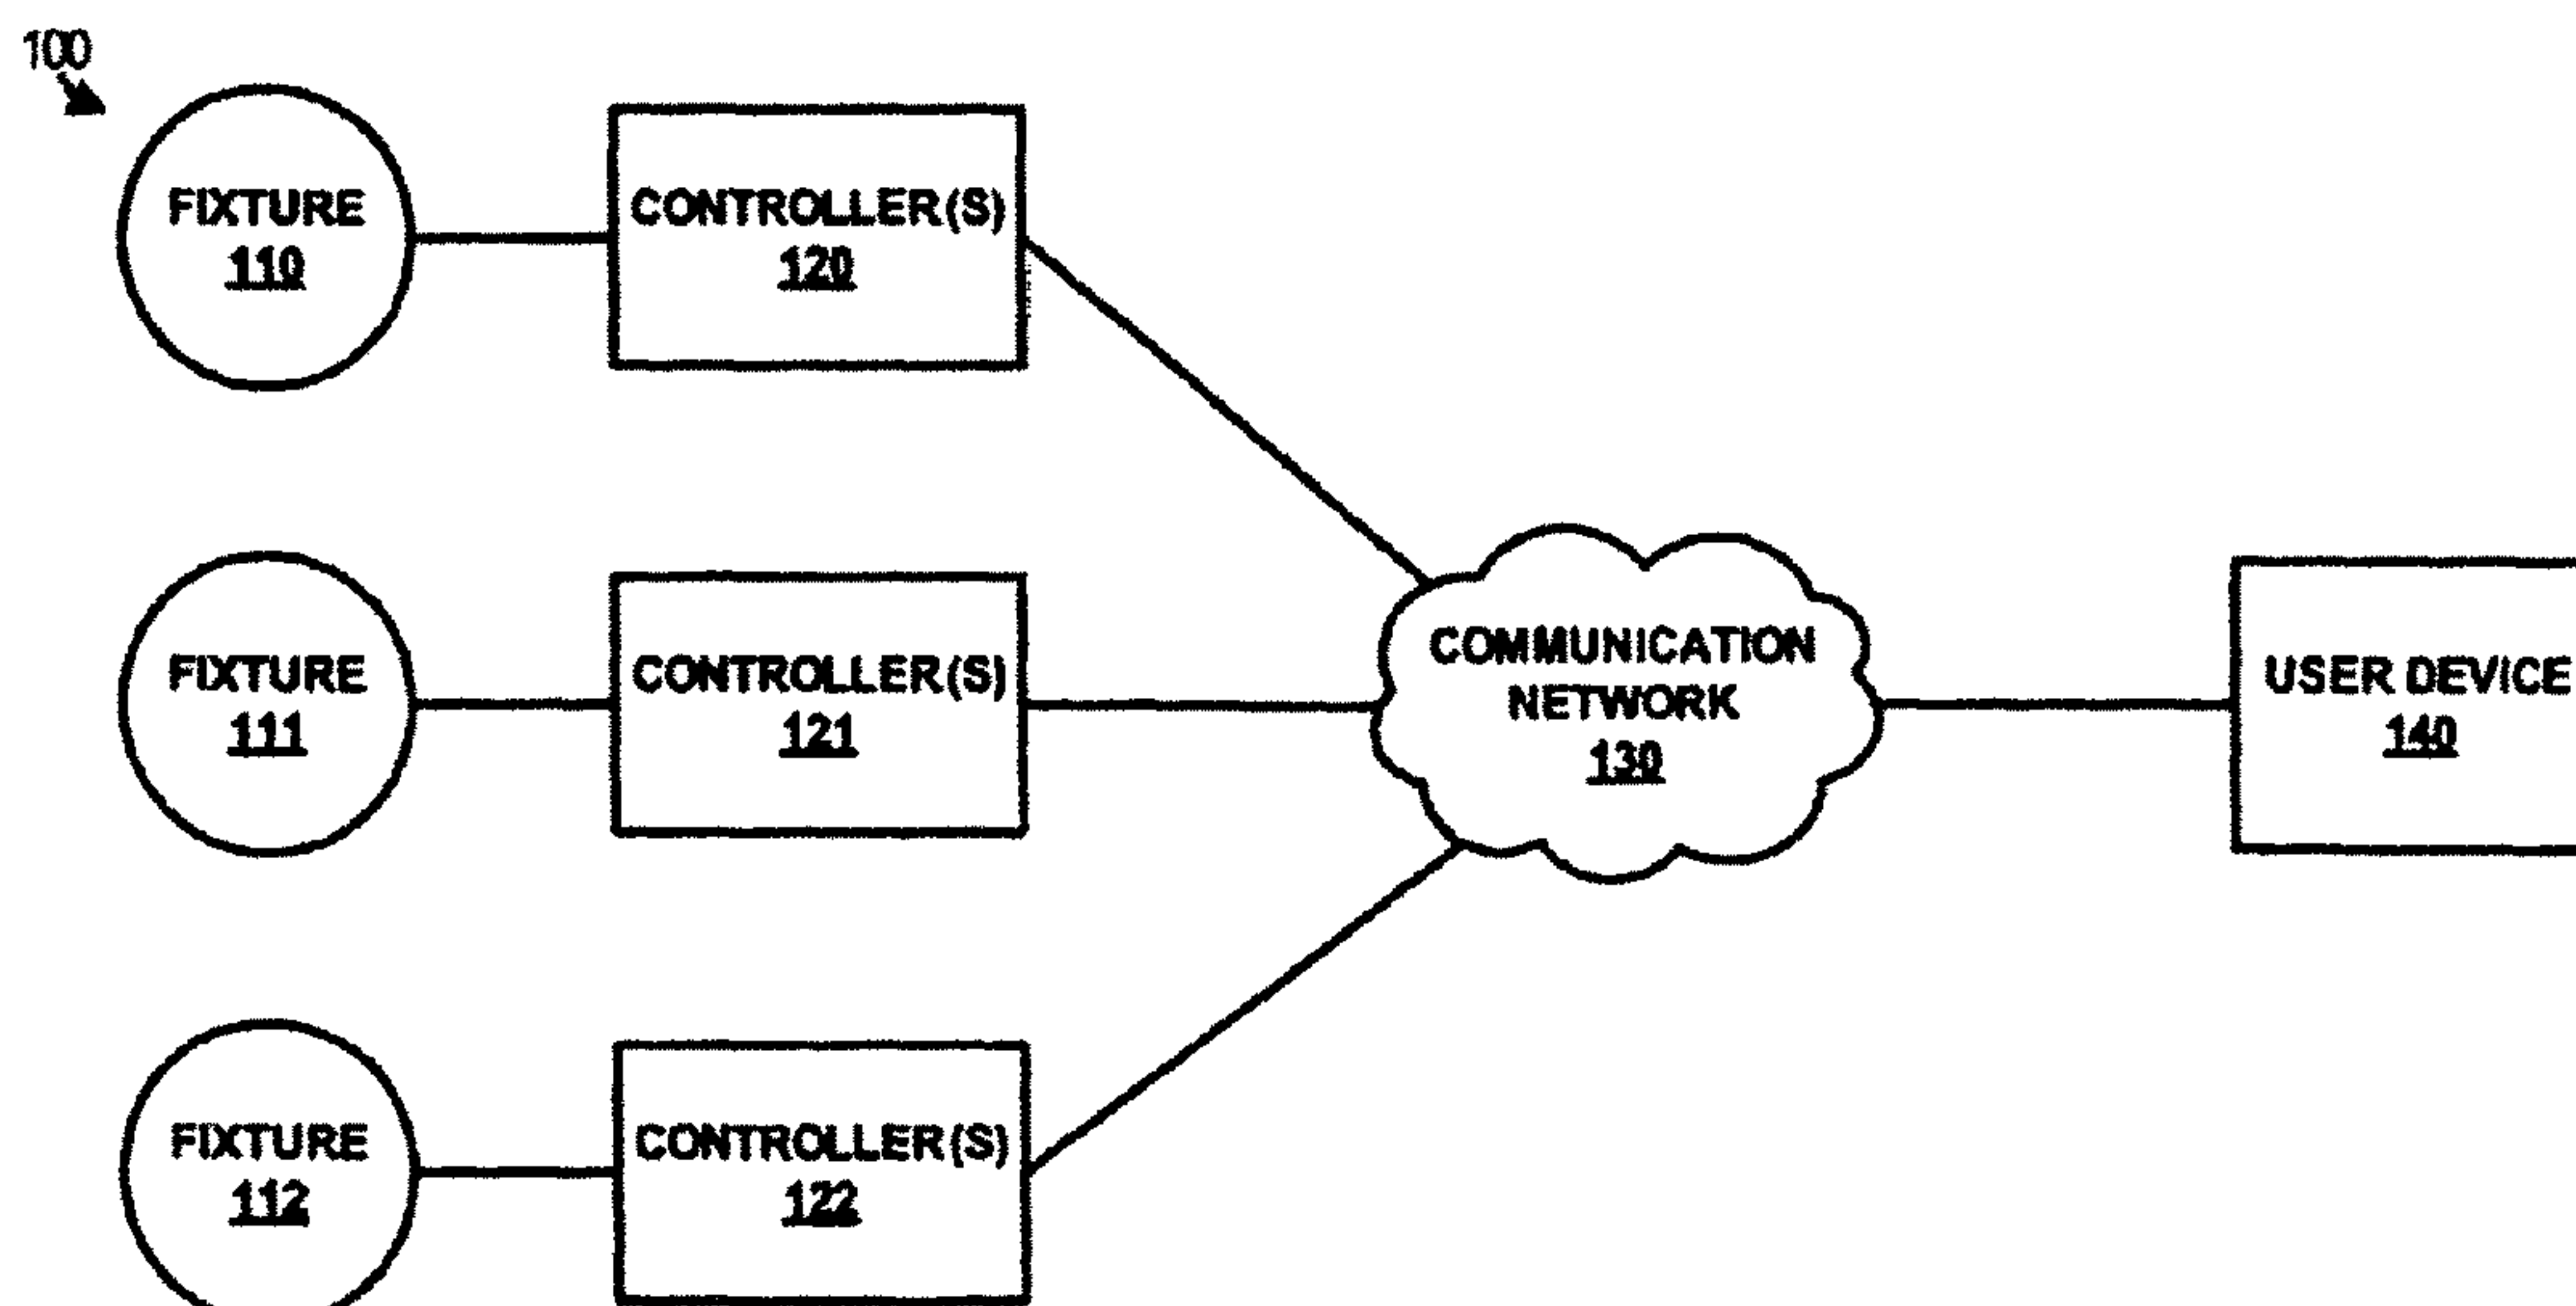 100
FIXTURE
110
CONTROLLER(S)
120
FIXTURE
111
CONTROLLER(S)
121
COMMUNICATION
NETWORK
130
USER DEVICE
140
FIXTURE
112
CONTROLLER(S)
122